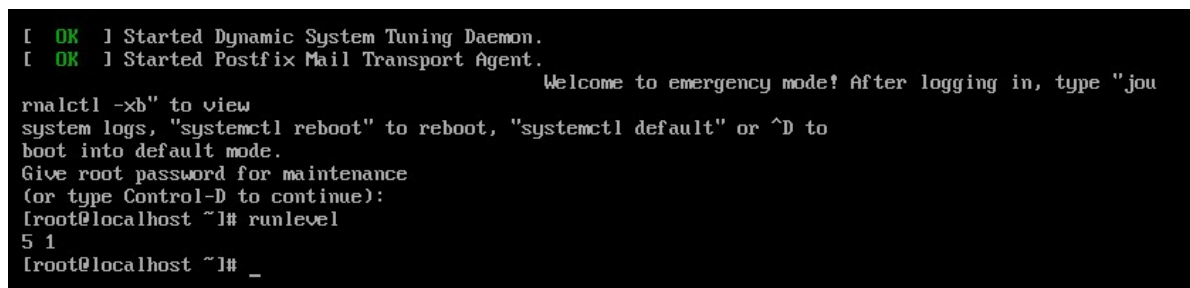 [  OK  ] Started Dynamic System Tuning Daemon.
[  OK  ] Started Postfix Mail Transport Agent.
Welcome to emergency mode! After logging in, type "jou
rnalctl -xb" to view
system logs, "systemctl reboot" to reboot, "systemctl default" or ^D to
boot into default mode.
Give root password for maintenance
(or type Control-D to continue):
[root@localhost ~]# runlevel
5 1
[root@localhost ~]# _